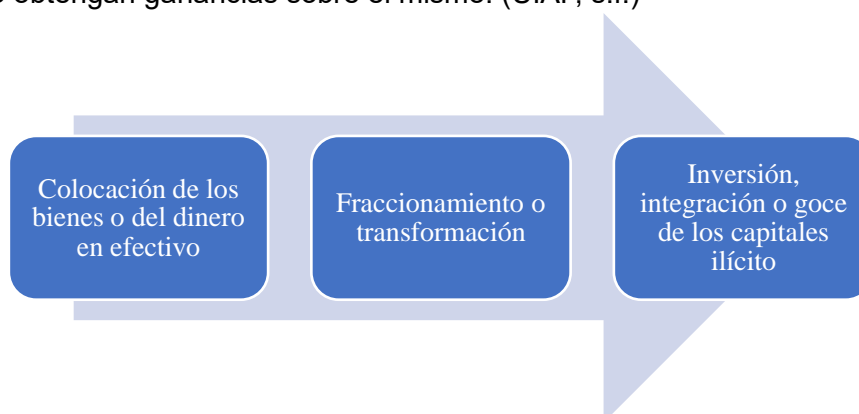 obtengan ganancias sobre el mismo.
Colocación de los
bienes o del dinero
en efectivo
Fraccionamiento o
transformación
Inversión,
integración o goce
de los capitales
ilícito